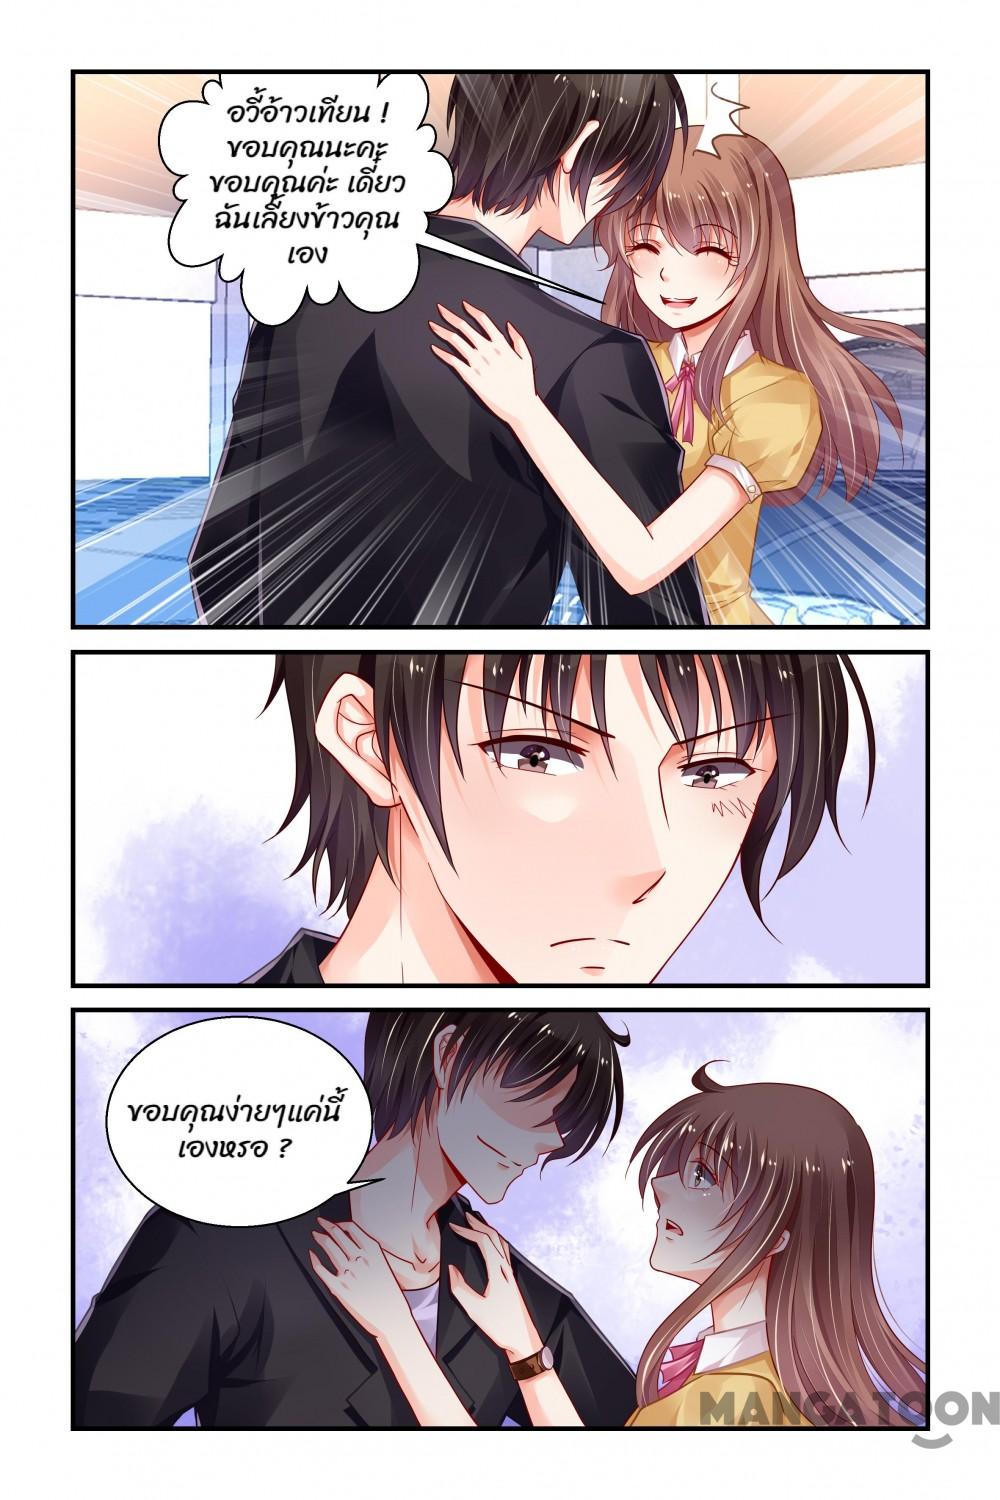 อวี้อ้าวเทียน !
ขอบคุณนะคะ
ขอบคุณค่ะ เดี๋ยว
ฉันเลี้ยงข้าวคุณ
เอง
ขอบคุณง่ายๆแค่นี้
เองหรอ ?
MANGATOON